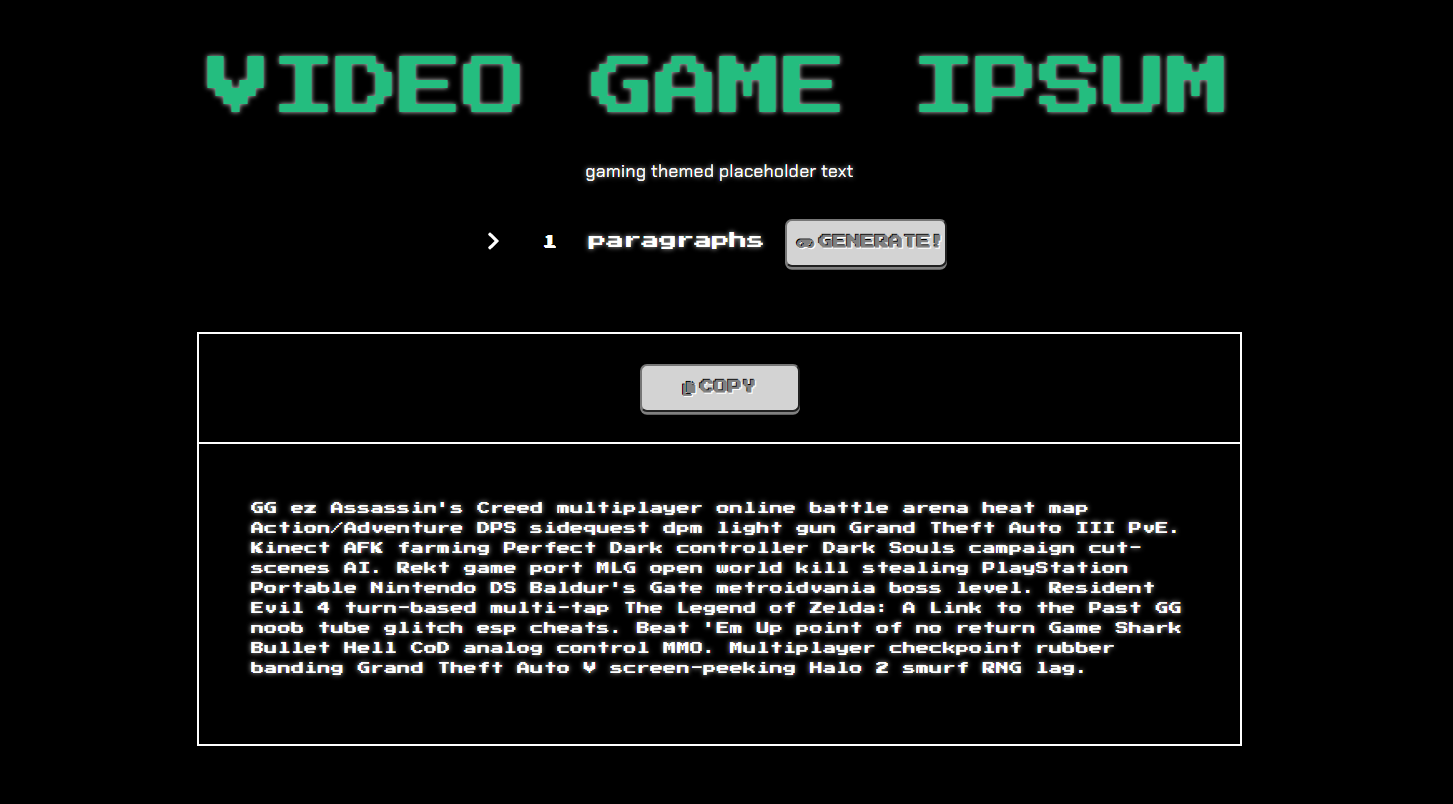 VIDEO GAME IPSUM
gaming themed placeholder text
1 paragraphs GENERATE!
COPY
GG ez Assassin's Creed multiplayer online battle arena heat map
Action/Adventure DPS sidequest dpm light gun Grand Theft Auto III PvE.
Kinect AFK farming Perfect Dark controller Dark Souls campaign cut-
scenes AI. Rekt game port MLG open world kill stealing PlayStation
Portable Nintendo DS Baldur's Gate metroidvania boss level. Resident
Evil 4 turn-based multi-tap The Legend of Zelda: A Link to the Past GG
noob tube glitch esp cheats. Beat 'Em Up point of no return Game Shark
Bullet Hell CoD analog control MMO. Multiplayer checkpoint rubber
banding Grand Theft Auto V screen-peeking Halo 2 smurf RNG lag.